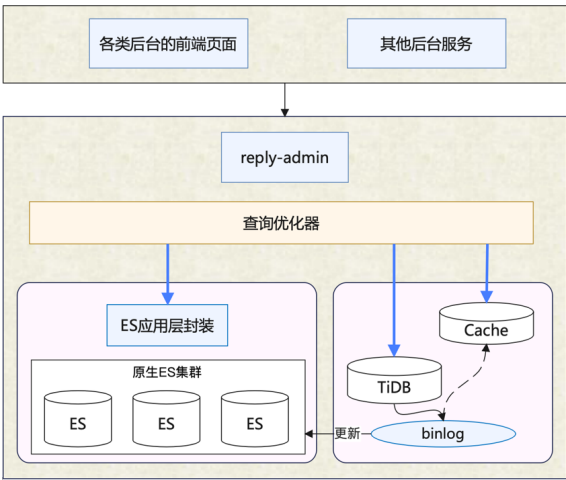 各类后台的前端页面
其他后台服务
reply-admin
查询优化器
ES应用层封装
Cache
原生ES集群
TiDB
ES
ES
ES
更新
binlog